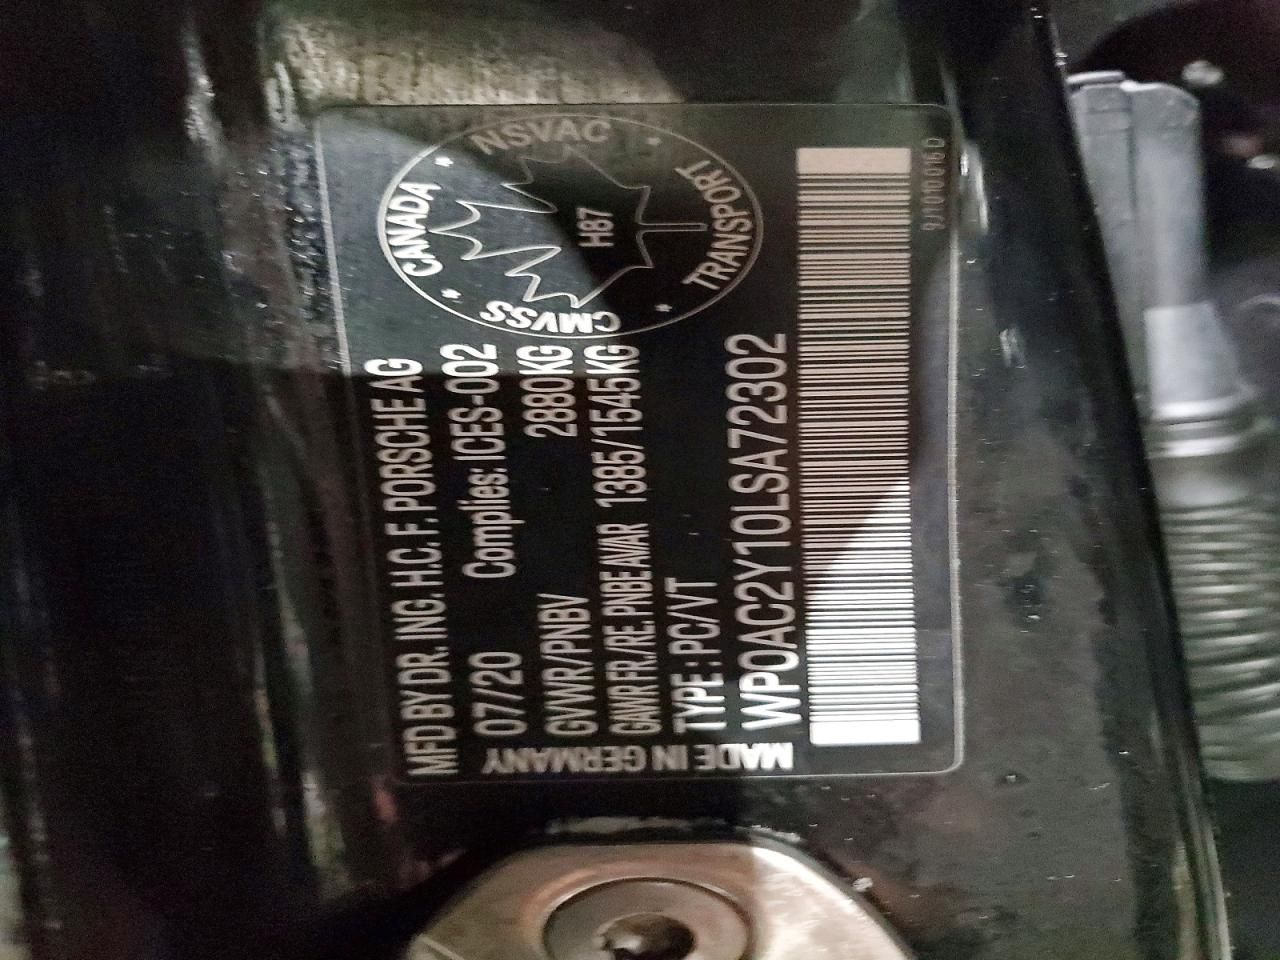 MFD BY DR. ING. H.C. F. PORSCHE AG
07/20 Complies: ICES-002
GVWR/PNBV 2880KG
GAWR FR./RE. PNBE AV/AR 1385/1545KG
TYPE: PC/VT
WP0AC2Y10LSA72302
MADE IN GERMANY
CANADA
NSVAC
TRANSPORT
CMVSS
H87
9J1010016D